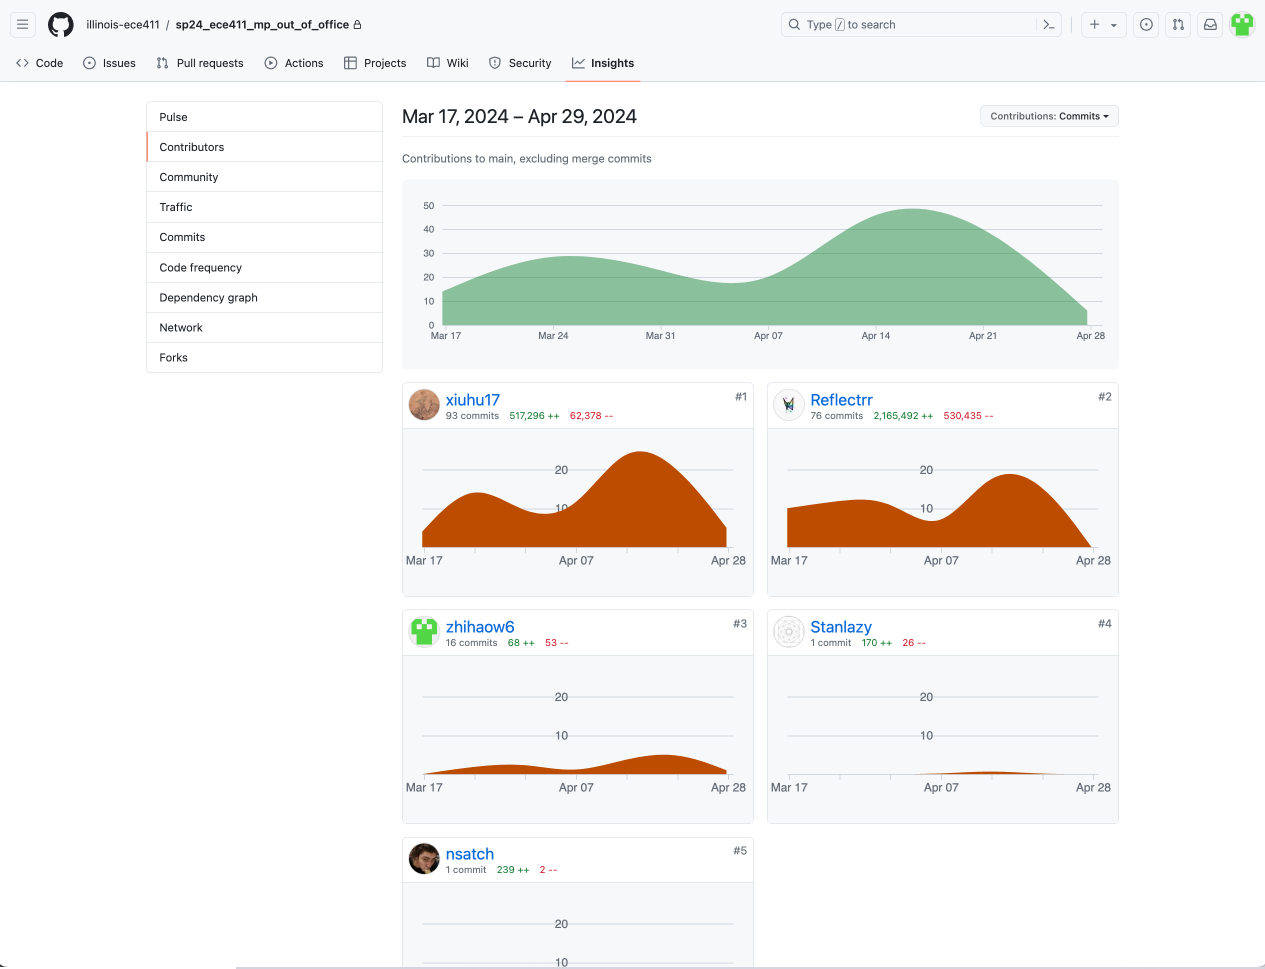 illinois-ece411 / sp24_ece411_mp_out_of_office
Type / to search
Code Issues Pull requests Actions Projects Wiki Security Insights
Pulse
Contributors
Community
Traffic
Commits
Code frequency
Dependency graph
Network
Forks
Mar 17, 2024 – Apr 29, 2024
Contributions: Commits
Contributions to main, excluding merge commits
50
40
30
20
10
0
Mar 17 Mar 24 Mar 31 Apr 07 Apr 14 Apr 21 Apr 28
xiuhu17 #1
93 commits 517,296 ++ 62,378 --
20
10
Mar 17 Apr 07 Apr 28
Reflectrr #2
76 commits 2,165,492 ++ 530,435 --
20
10
Mar 17 Apr 07 Apr 28
zhihaow6 #3
16 commits 68 ++ 53 --
20
10
Mar 17 Apr 07 Apr 28
Stanlazy #4
1 commit 170 ++ 26 --
20
10
Mar 17 Apr 07 Apr 28
nsatch #5
1 commit 239 ++ 2 --
20
10